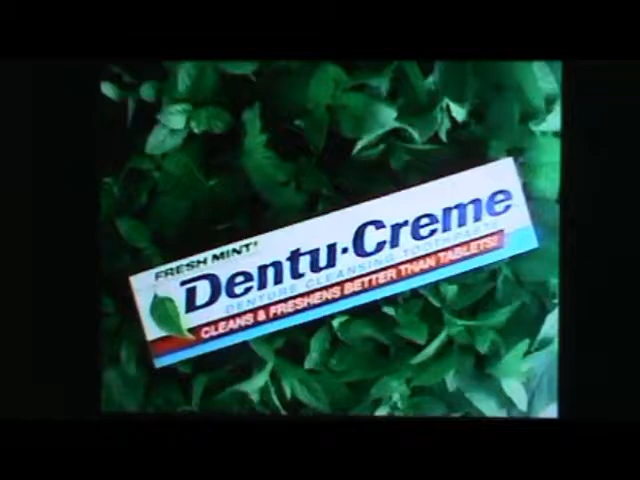 FRESH MINT!
Dentu·Creme
DENTURE CLEANSING TOOTHPASTE
CLEANS & FRESHENS BETTER THAN TABLETS!